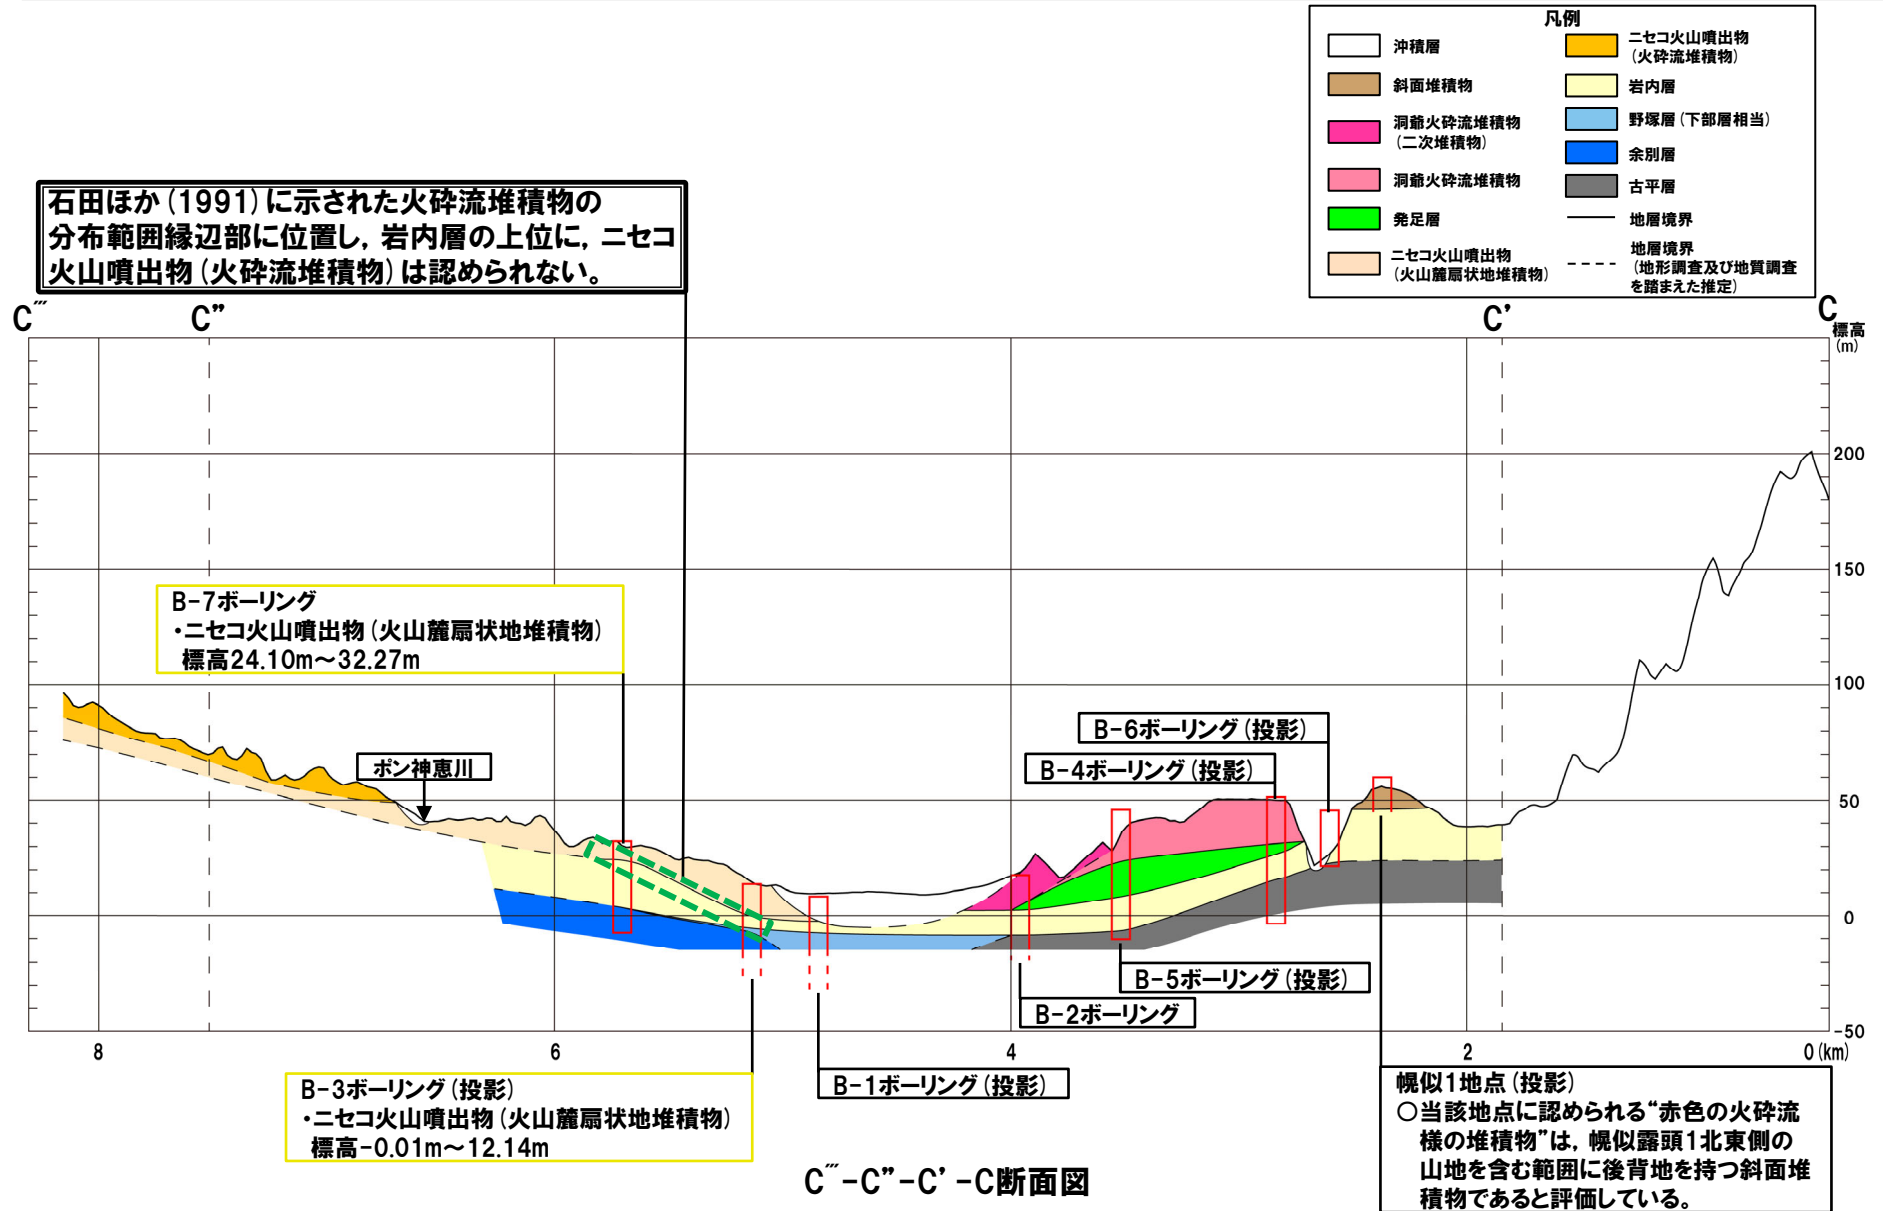 凡例
沖積層
斜面堆積物
洞爺火砕流堆積物
(二次堆積物)
洞爺火砕流堆積物
発足層
ニセコ火山噴出物
(火山麓扇状地堆積物)
ニセコ火山噴出物
(火砕流堆積物)
岩内層
野塚層(下部層相当)
余別層
古平層
地層境界
地層境界
(地形調査及び地質調査
を踏まえた推定)
石田ほか(1991)に示された火砕流堆積物の
分布範囲縁辺部に位置し,岩内層の上位に,ニセコ
火山噴出物(火砕流堆積物)は認められない。
C‴
C”
C’
C
標高
(m)
200
150
100
50
0
-50
B-7ボーリング
・ニセコ火山噴出物(火山麓扇状地堆積物)
標高24.10m~32.27m
ポン神恵川
B-6ボーリング(投影)
B-4ボーリング(投影)
B-5ボーリング(投影)
B-2ボーリング
8
6
4
2
0(km)
B-1ボーリング(投影)
B-3ボーリング(投影)
・ニセコ火山噴出物(火山麓扇状地堆積物)
標高-0.01m~12.14m
幌似1地点(投影)
○当該地点に認められる“赤色の火砕流
様の堆積物”は,幌似露頭1北東側の
山地を含む範囲に後背地を持つ斜面堆
積物であると評価している。
C‴-C”-C’-C断面図